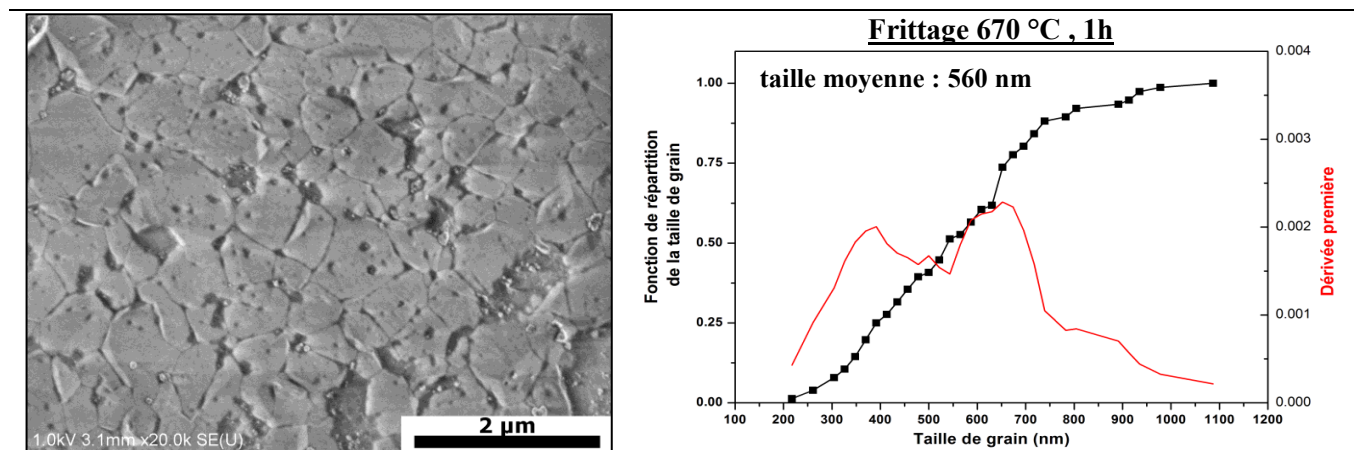 1.0kV 3.1mm x20.0k SE(U)
2 µm
Frittage 670 °C , 1h
taille moyenne : 560 nm
Fonction de répartition
de la taille de grain
1.00
0.75
0.50
0.25
0.00
0.004
0.003
0.002
0.001
0.000
Dérivée première
100 200 300 400 500 600 700 800 900 1000 1100 1200
Taille de grain (nm)